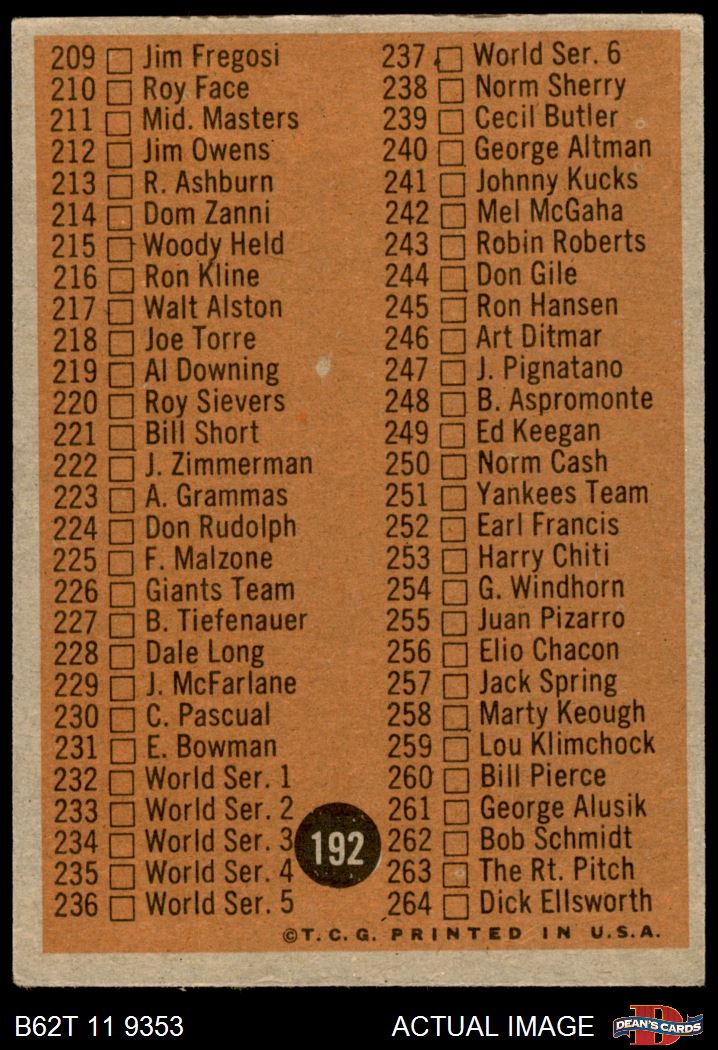 209 Jim Fregosi
210 Roy Face
211 Mid. Masters
212 Jim Owens
213 R. Ashburn
214 Dom Zanni
215 Woody Held
216 Ron Kline
217 Walt Alston
218 Joe Torre
219 Al Downing
220 Roy Sievers
221 Bill Short
222 J. Zimmerman
223 A. Grammas
224 Don Rudolph
225 F. Malzone
226 Giants Team
227 B. Tiefenauer
228 Dale Long
229 J. McFarlane
230 C. Pascual
231 E. Bowman
232 World Ser. 1
233 World Ser. 2
234 World Ser. 3
235 World Ser. 4
236 World Ser. 5
237 World Ser. 6
238 Norm Sherry
239 Cecil Butler
240 George Altman
241 Johnny Kucks
242 Mel McGaha
243 Robin Roberts
244 Don Gile
245 Ron Hansen
246 Art Ditmar
247 J. Pignatano
248 B. Aspromonte
249 Ed Keegan
250 Norm Cash
251 Yankees Team
252 Earl Francis
253 Harry Chiti
254 G. Windhorn
255 Juan Pizarro
256 Elio Chacon
257 Jack Spring
258 Marty Keough
259 Lou Klimchock
260 Bill Pierce
261 George Alusik
262 Bob Schmidt
263 The Rt. Pitch
264 Dick Ellsworth
192
©T.C.G. PRINTED IN U.S.A.
B62T 11 9353
ACTUAL IMAGE
DEAN'S CARDS